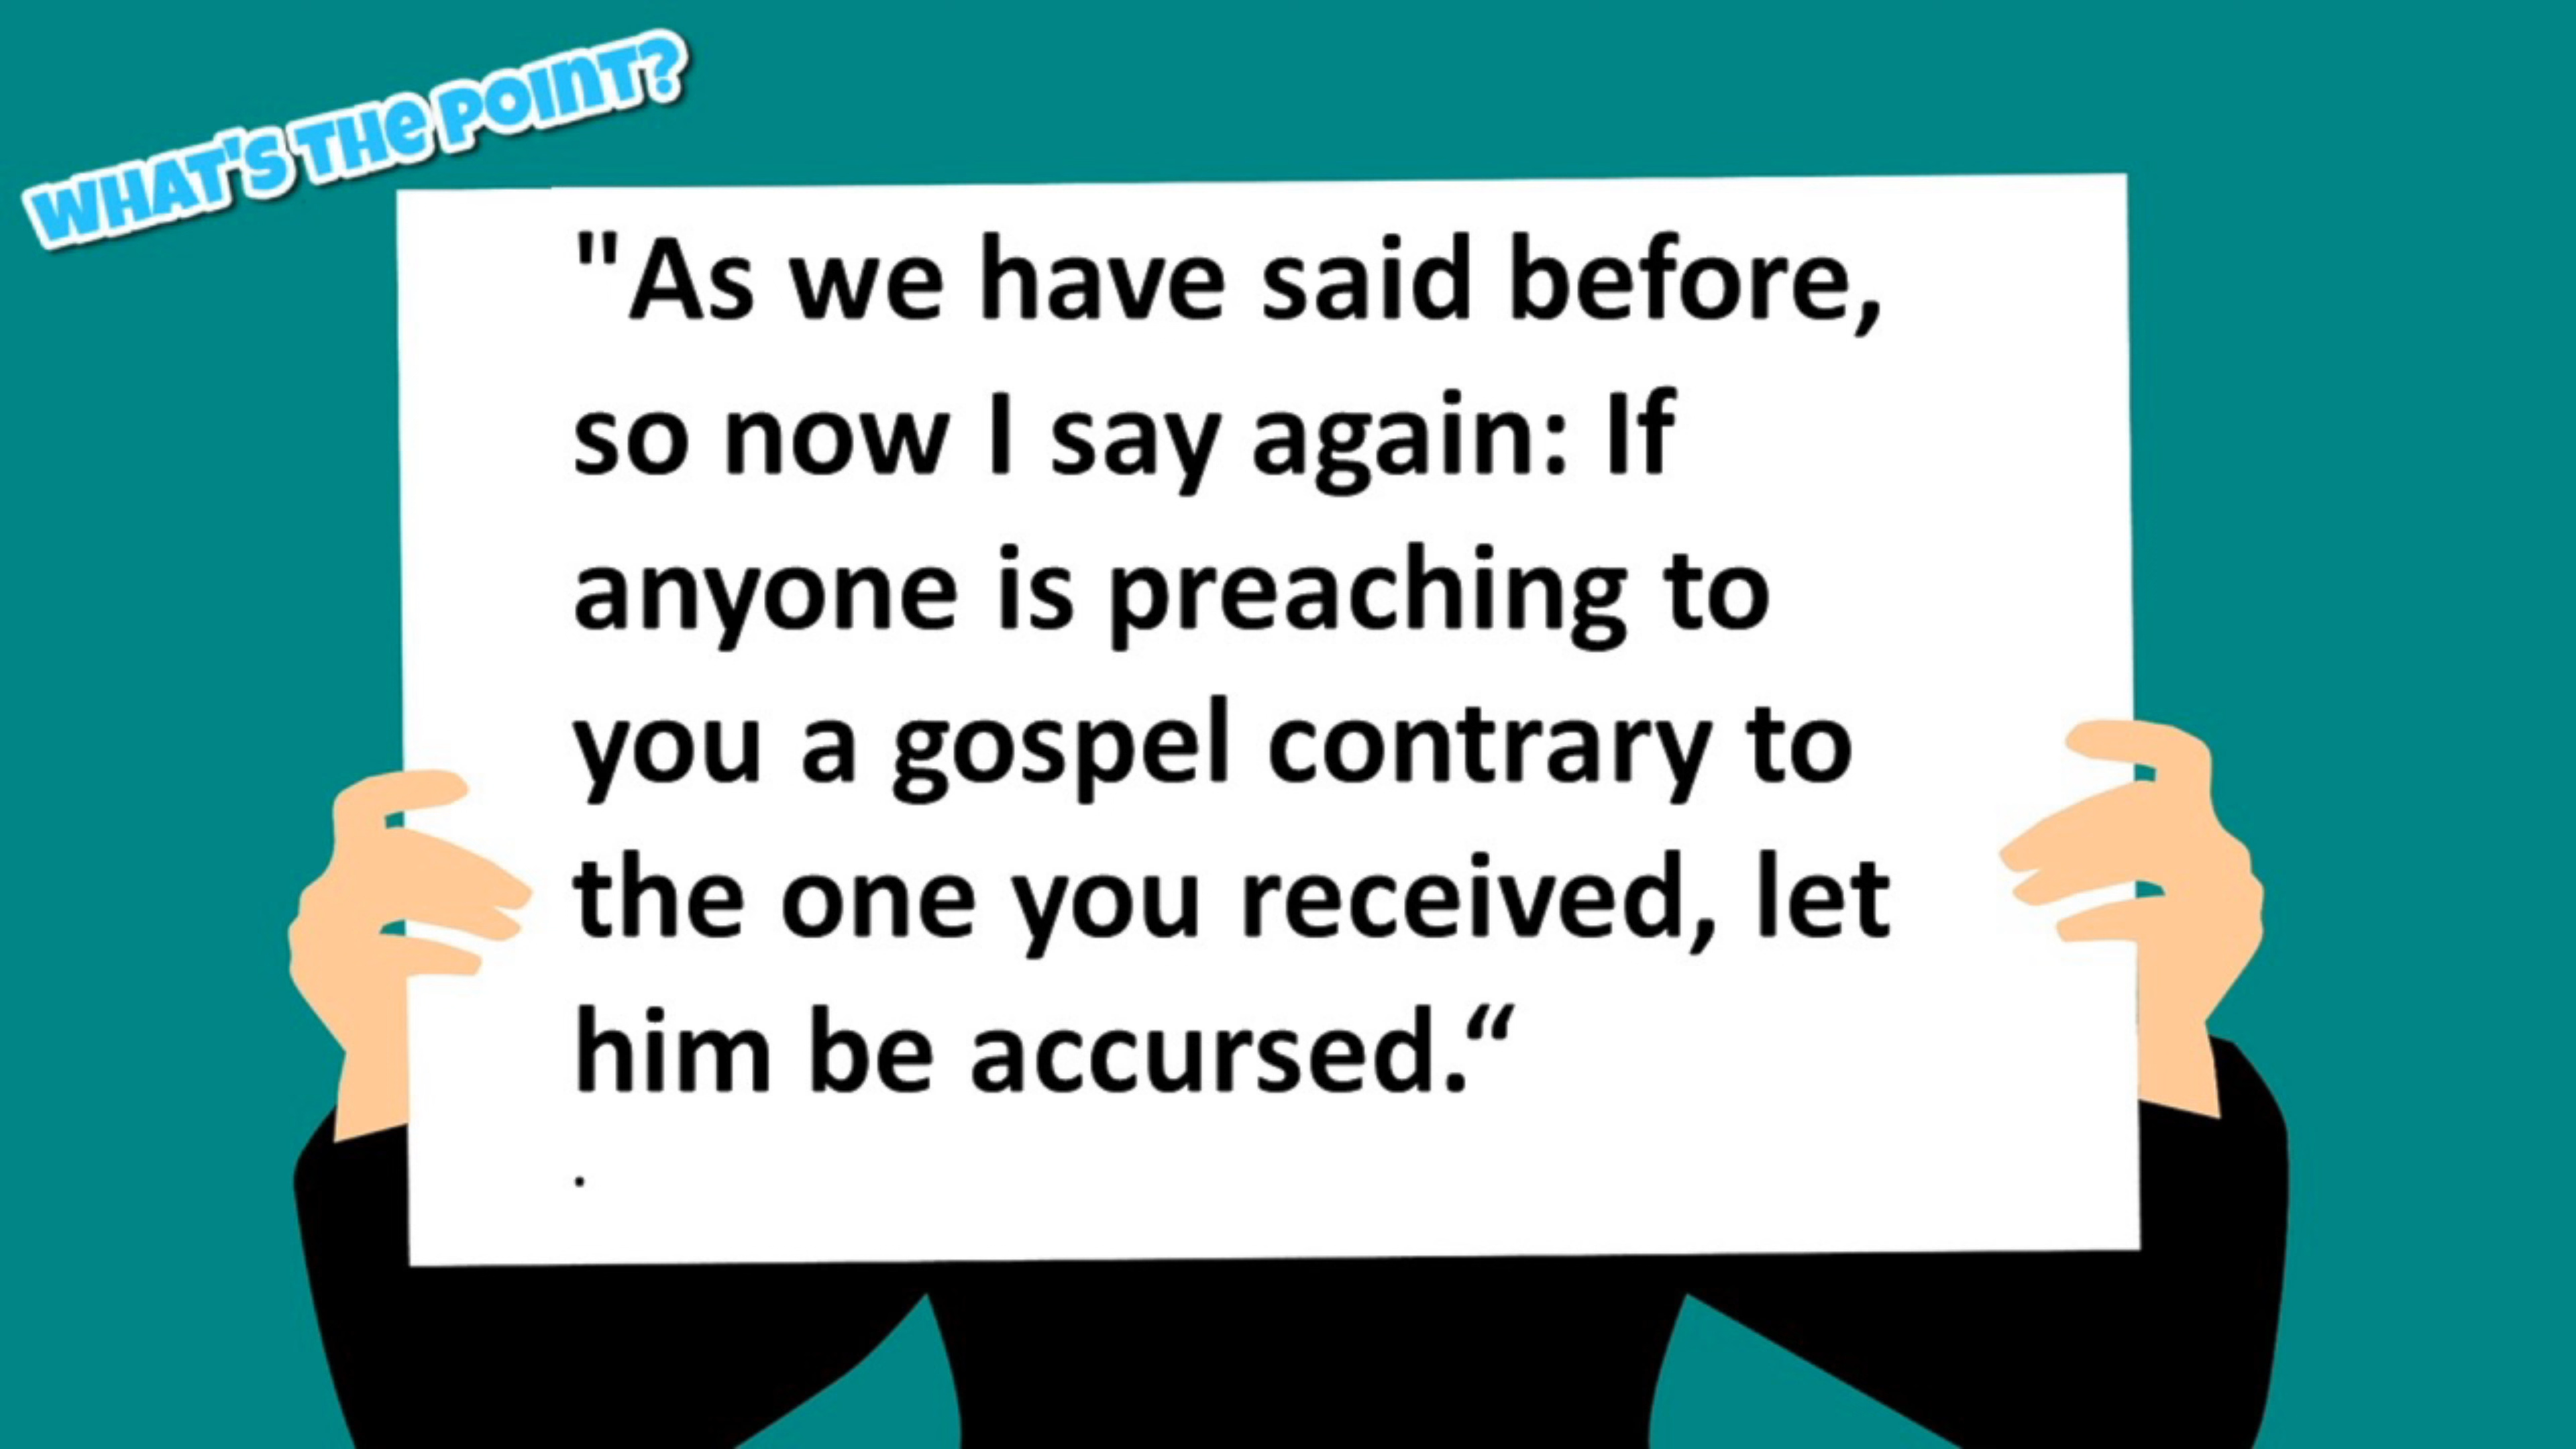 WHAT'S THE POINT?
"As we have said before,
so now I say again: If
anyone is preaching to
you a gospel contrary to
the one you received, let
him be accursed.“
.